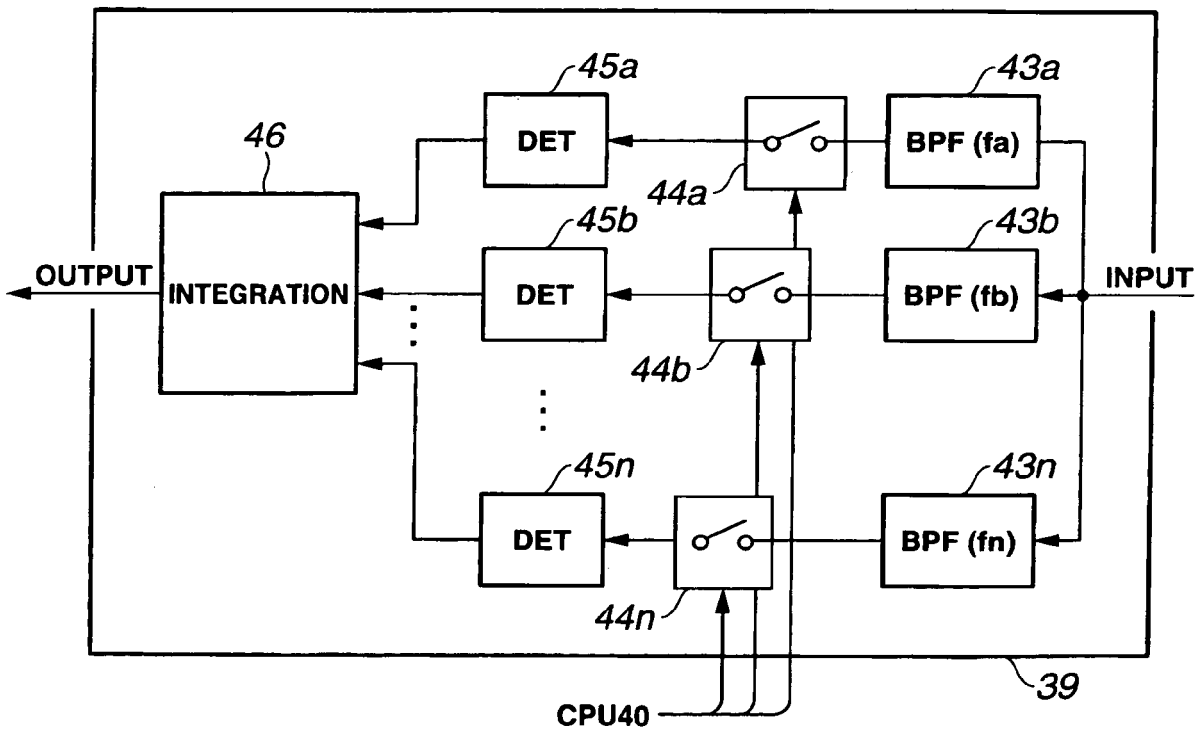 45a
43a
46
DET
BPF (fa)
44a
45b
43b
OUTPUT
INTEGRATION
DET
BPF (fb)
INPUT
44b
45n
43n
DET
BPF (fn)
44n
39
CPU40